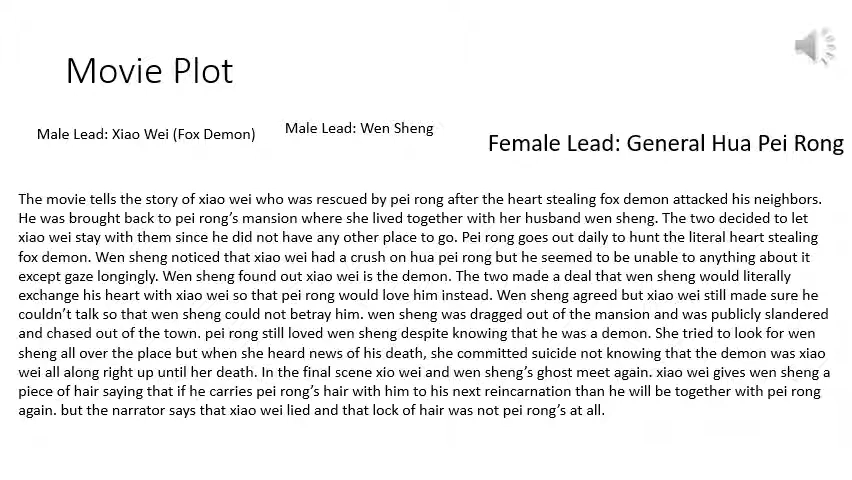 Movie Plot
Male Lead: Xiao Wei (Fox Demon)
Male Lead: Wen Sheng
Female Lead: General Hua Pei Rong
The movie tells the story of xiao wei who was rescued by pei rong after the heart stealing fox demon attacked his neighbors.
He was brought back to pei rong’s mansion where she lived together with her husband wen sheng. The two decided to let
xiao wei stay with them since he did not have any other place to go. Pei rong goes out daily to hunt the literal heart stealing
fox demon. Wen sheng noticed that xiao wei had a crush on hua pei rong but he seemed to be unable to anything about it
except gaze longingly. Wen sheng found out xiao wei is the demon. The two made a deal that wen sheng would literally
exchange his heart with xiao wei so that pei rong would love him instead. Wen sheng agreed but xiao wei still made sure he
couldn’t talk so that wen sheng could not betray him. wen sheng was dragged out of the mansion and was publicly slandered
and chased out of the town. pei rong still loved wen sheng despite knowing that he was a demon. She tried to look for wen
sheng all over the place but when she heard news of his death, she committed suicide not knowing that the demon was xiao
wei all along right up until her death. In the final scene xio wei and wen sheng’s ghost meet again. xiao wei gives wen sheng a
piece of hair saying that if he carries pei rong’s hair with him to his next reincarnation than he will be together with pei rong
again. but the narrator says that xiao wei lied and that lock of hair was not pei rong’s at all.